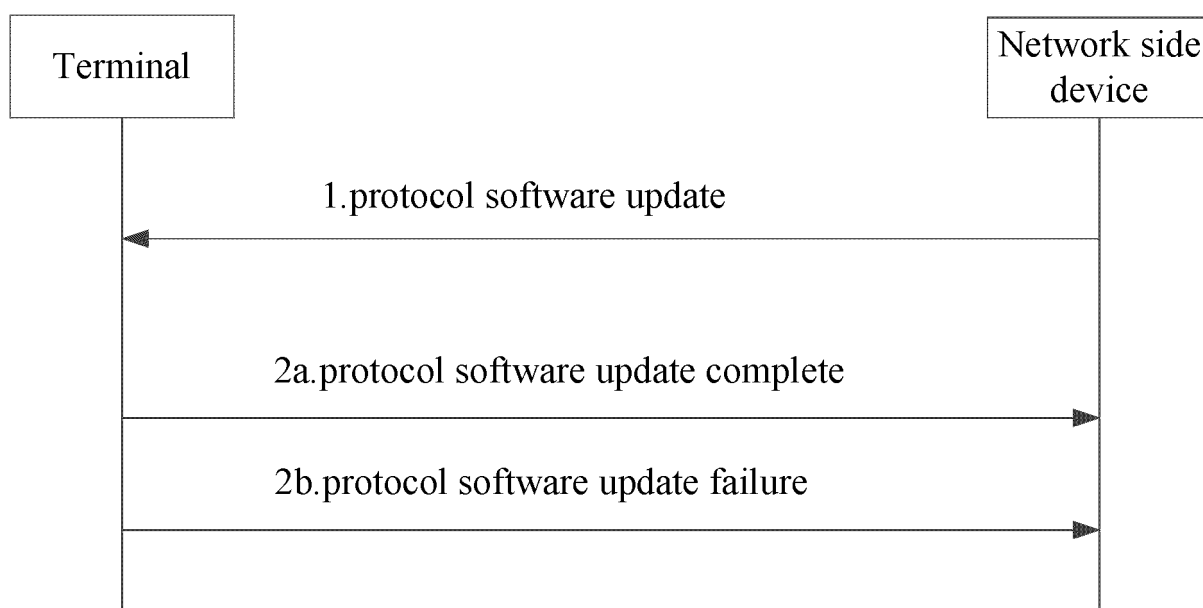 Terminal
Network side
device
1.protocol software update
2a.protocol software update complete
2b.protocol software update failure